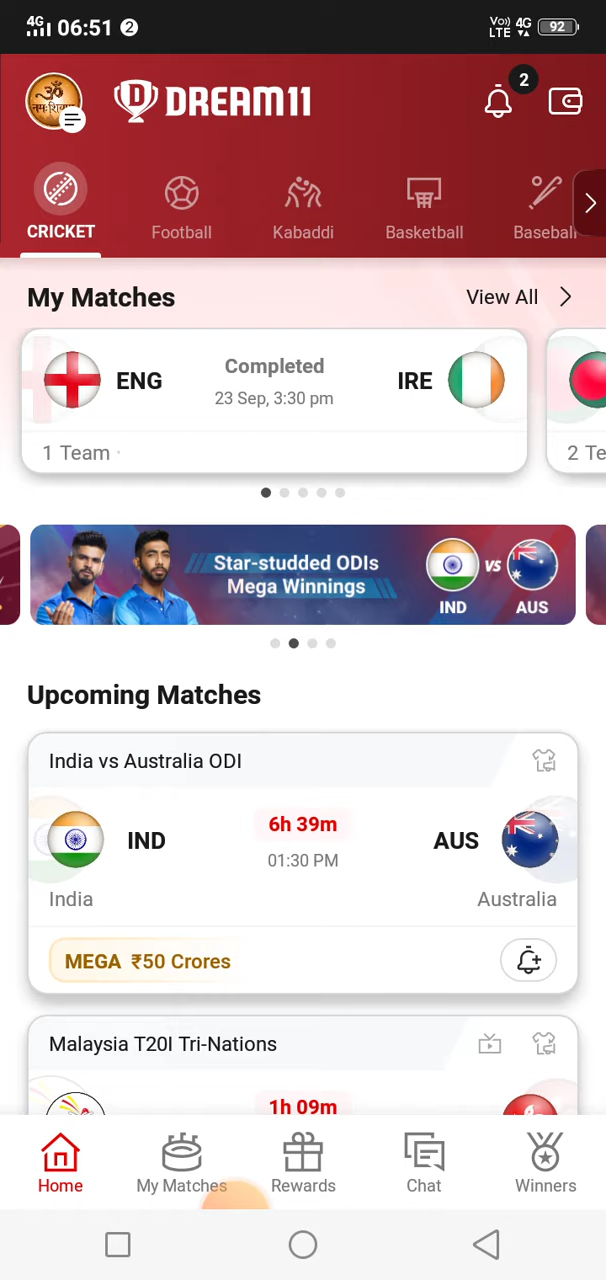 4G 06:51 2 Vo) LTE 4G 92
ॐ
नमःशिवाय
DREAM11 2
CRICKET Football Kabaddi Basketball Baseball
My Matches View All
ENG Completed IRE
23 Sep, 3:30 pm
1 Team 2 Te
Star-studded ODIs
Mega Winnings
VS
IND AUS
Upcoming Matches
India vs Australia ODI
IND 6h 39m AUS
01:30 PM
India Australia
MEGA ₹50 Crores
Malaysia T20I Tri-Nations
1h 09m
Home My Matches Rewards Chat Winners